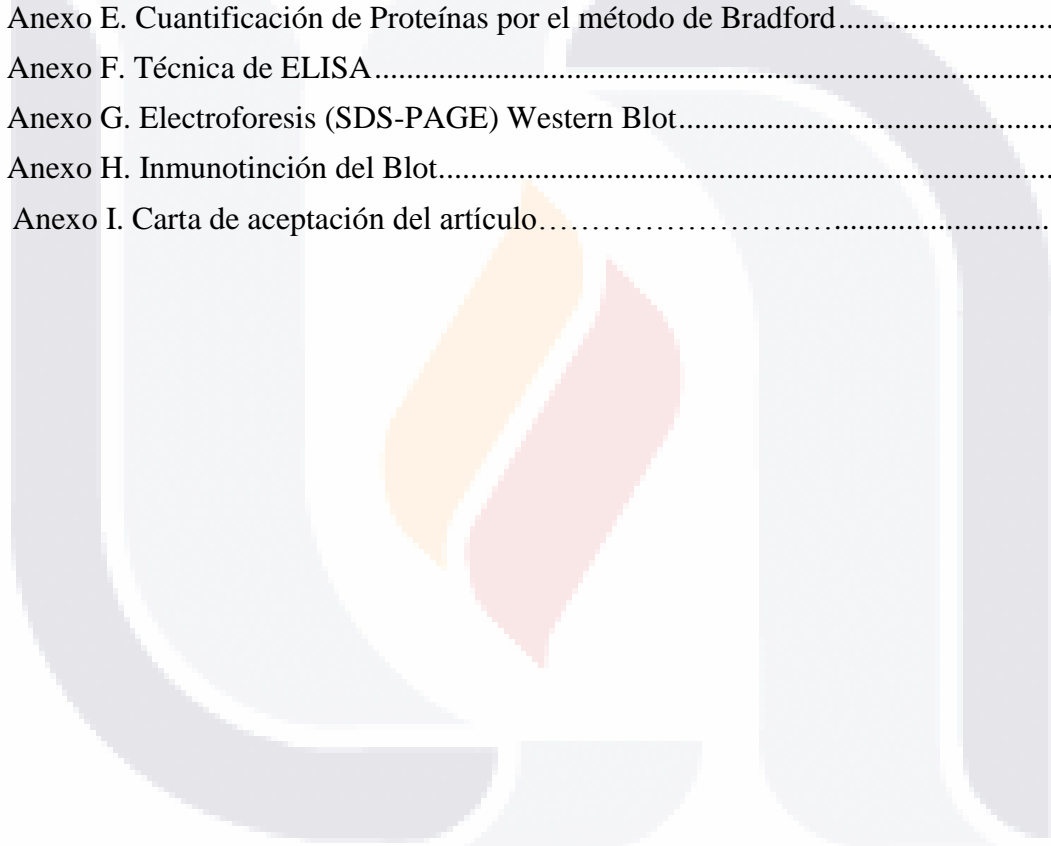 Anexo E. Cuantificación de Proteínas por el método de Bradford......................
Anexo F. Técnica de ELISA..............................................................................
Anexo G. Electroforesis (SDS-PAGE) Western Blot..........................................
Anexo H. Inmunotinción del Blot......................................................................
Anexo I. Carta de aceptación del artículo…………………….…...........................